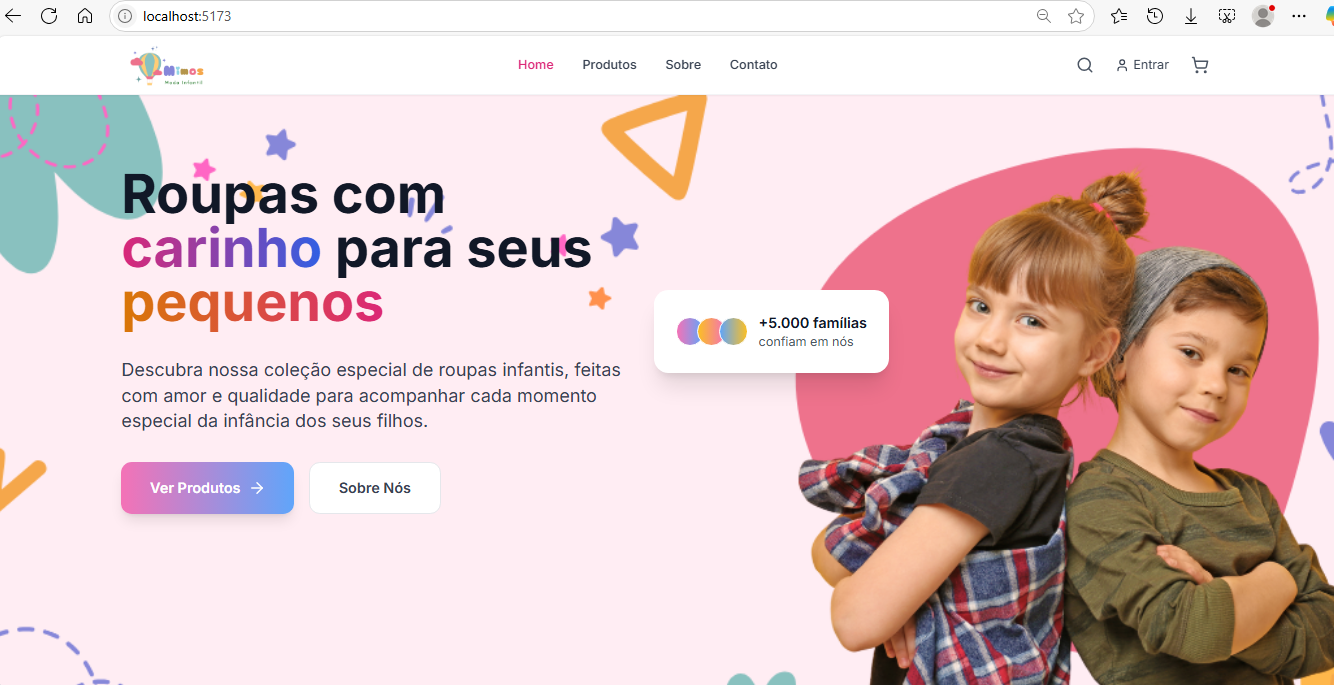 localhost:5173
Mimos
Moda Infantil
Home
Produtos
Sobre
Contato
Entrar
Roupas com
carinho para seus
pequenos
+5.000 famílias
confiam em nós
Descubra nossa coleção especial de roupas infantis, feitas
com amor e qualidade para acompanhar cada momento
especial da infância dos seus filhos.
Ver Produtos →
Sobre Nós